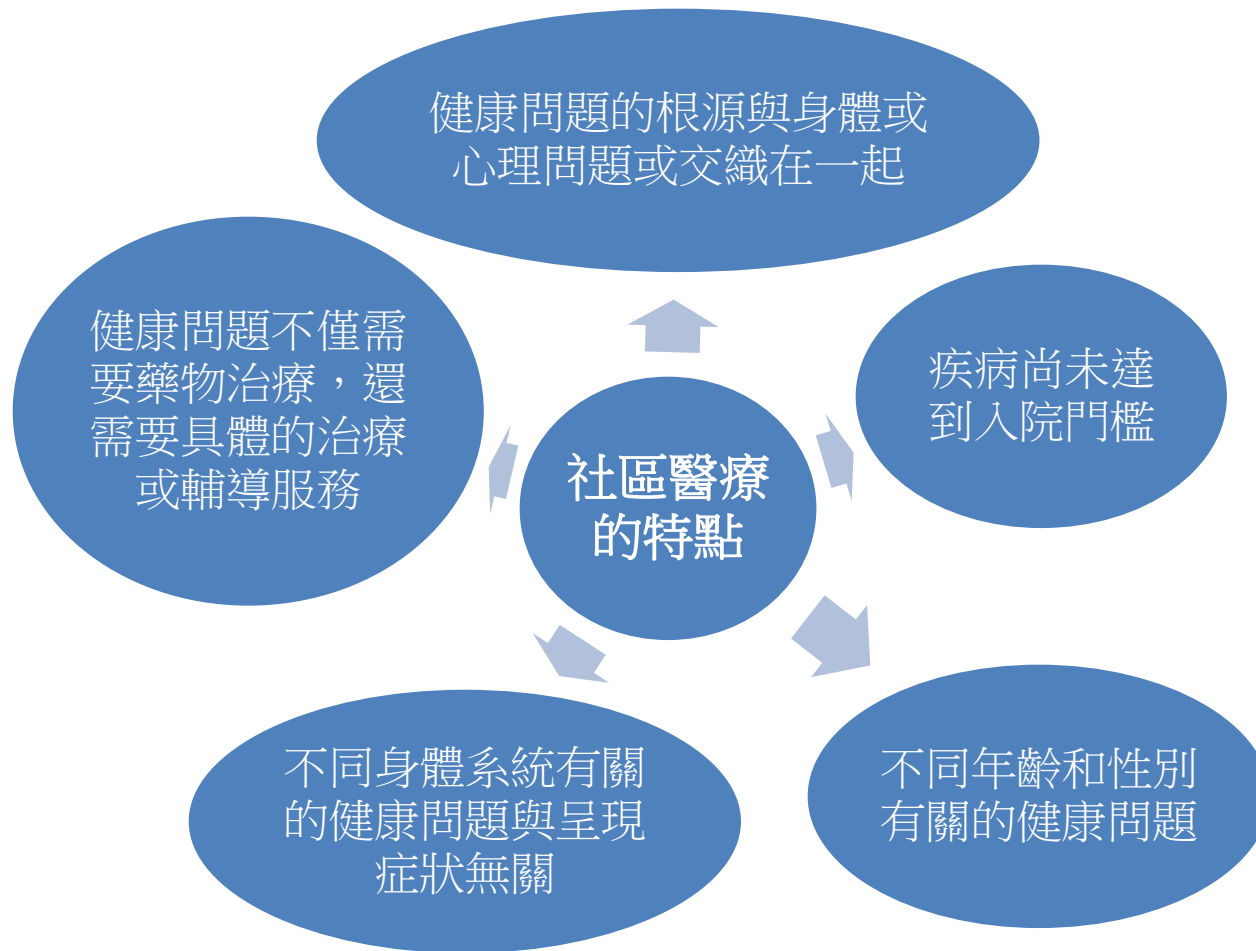 健康問題的根源與身體或
心理問題或交織在一起
健康問題不僅需
要藥物治療，還
需要具體的治療
或輔導服務
疾病尚未達
到入院門檻
社區醫療
的特點
不同身體系統有關
的健康問題與呈現
症狀無關
不同年齡和性別
有關的健康問題